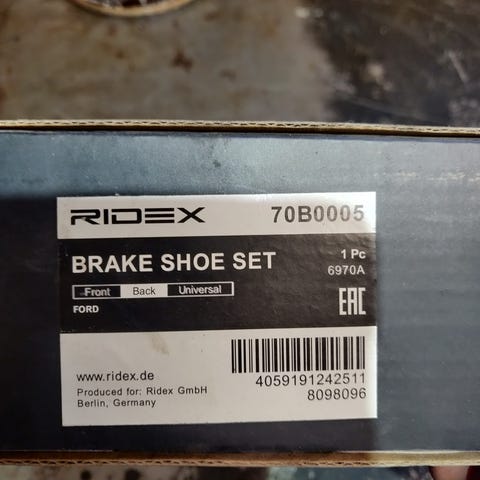 RIDEX 70B0005
BRAKE SHOE SET 1 Pc
6970A
Front Back Universal
FORD EAC
www.ridex.de
Produced for: Ridex GmbH
Berlin, Germany
4059191242511
8098096